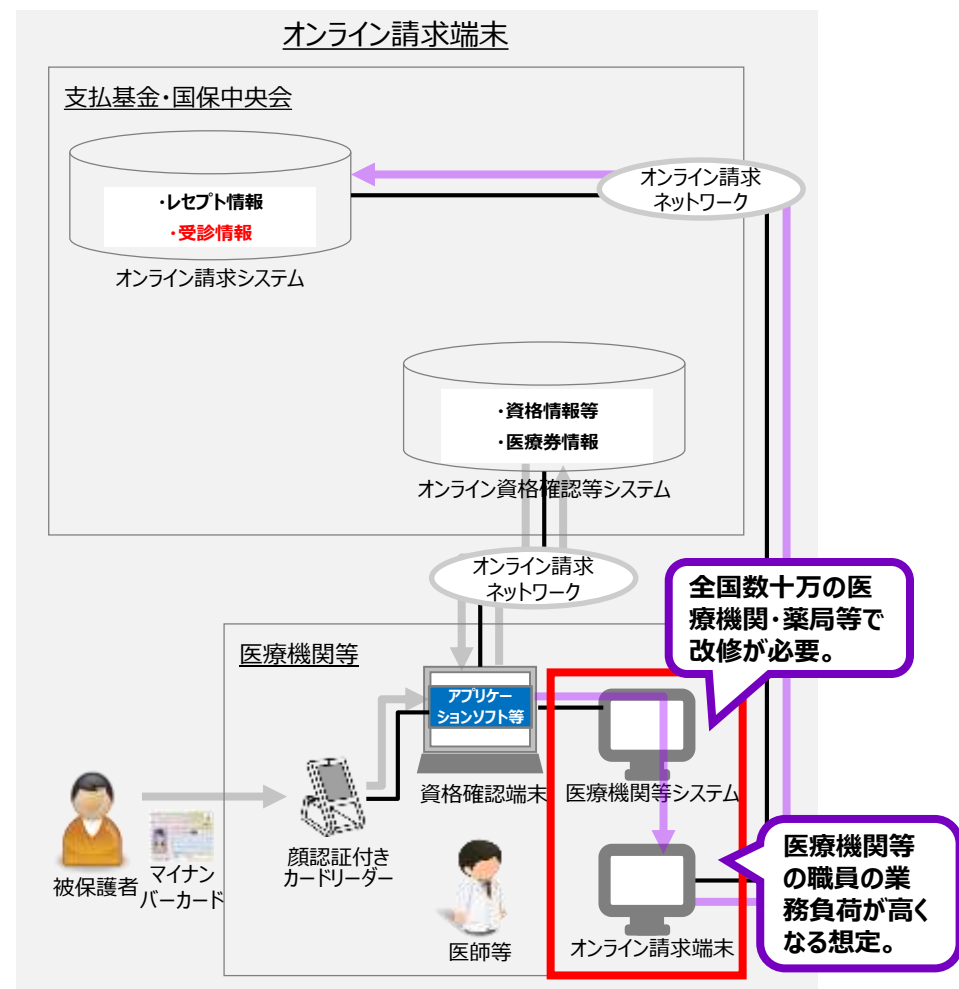 オンライン請求端末
支払基金・国保中央会
・レセプト情報
・受診情報
オンライン請求システム
オンライン請求
ネットワーク
・資格情報等
・医療券情報
オンライン資格確認等システム
オンライン請求
ネットワーク
全国数十万の医
療機関・薬局等で
改修が必要。
医療機関等
アプリケー
ションソフト等
資格確認端末
医療機関等システム
顔認証付き
カードリーダー
被保護者
マイナン
バーカード
医師等
オンライン請求端末
医療機関等
の職員の業
務負荷が高く
なる想定。